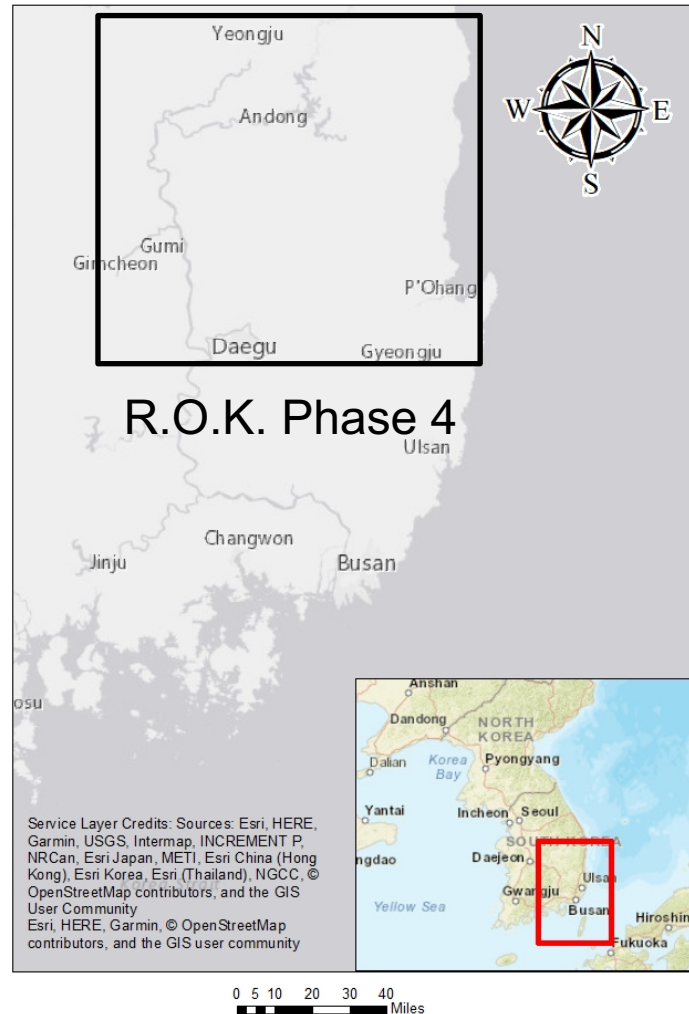 Yeongju
N
Andong
W
E
S
Gumi
Gimcheon
P'Ohang
Daegu
Gyeongju
R.O.K. Phase 4
Ulsan
Changwon
Jinju
Busan
osu
Service Layer Credits: Sources: Esri, HERE,
Garmin, USGS, Intermap, INCREMENT P,
NRCan, Esri Japan, METI, Esri China (Hong
Kong), Esri Korea, Esri (Thailand), NGCC, ©
OpenStreetMap contributors, and the GIS
User Community
Esri, HERE, Garmin, © OpenStreetMap
contributors, and the GIS user community
Korea Strait
Anshan
Dandong
NORTH
KOREA
Dalian
Korea
Bay
Pyongyang
Yantai
Incheon
Seoul
SOUTH KOREA
ngdao
Daejeon
Ulsan
Gwangju
Yellow Sea
Busan
Hiroshim
Fukuoka
0 5 10 20 30 40
Miles